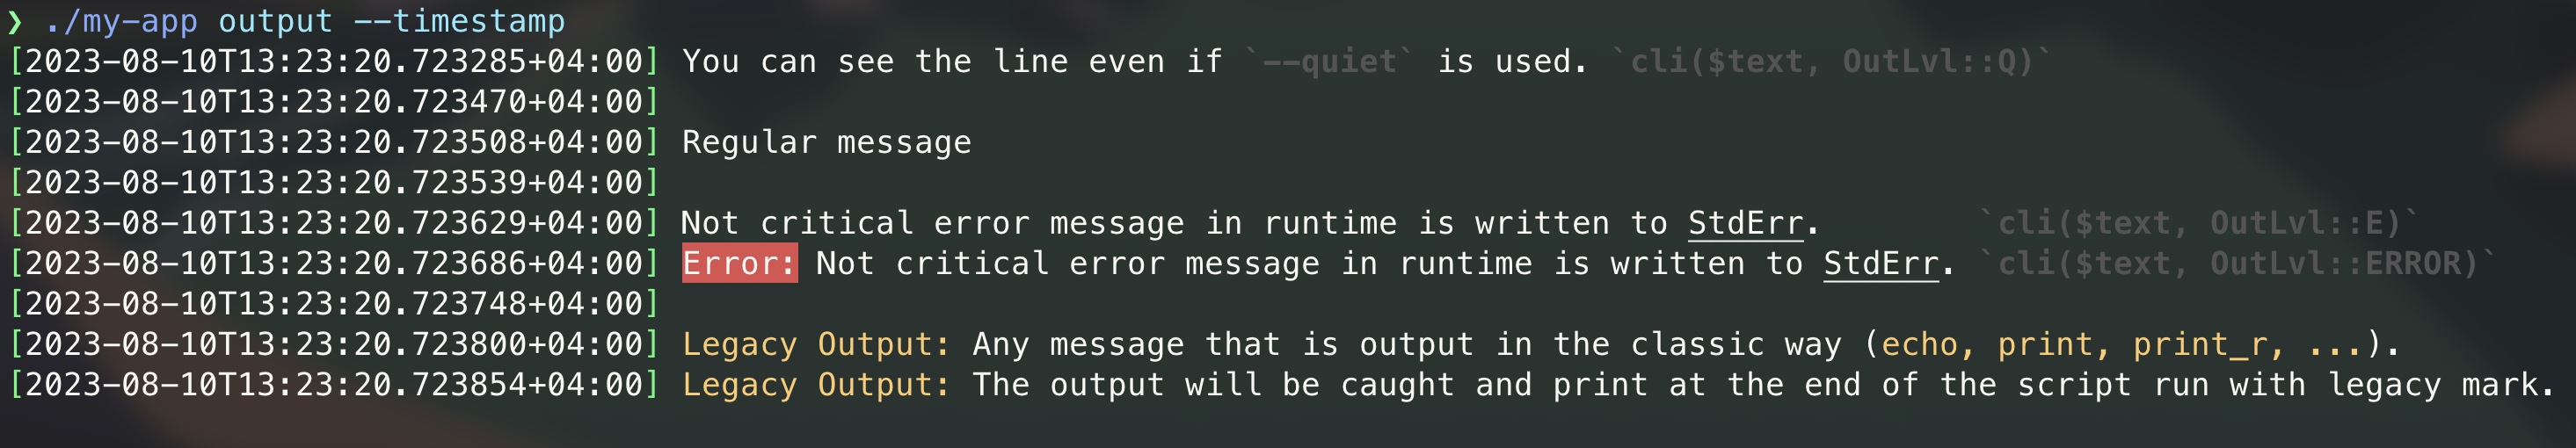 ❯ ./my-app output --timestamp
[2023-08-10T13:23:20.723285+04:00] You can see the line even if `--quiet` is used. `cli($text, OutLvl::Q)`
[2023-08-10T13:23:20.723470+04:00]
[2023-08-10T13:23:20.723508+04:00] Regular message
[2023-08-10T13:23:20.723539+04:00]
[2023-08-10T13:23:20.723629+04:00] Not critical error message in runtime is written to StdErr. `cli($text, OutLvl::E)`
[2023-08-10T13:23:20.723686+04:00] Error: Not critical error message in runtime is written to StdErr. `cli($text, OutLvl::ERROR)`
[2023-08-10T13:23:20.723748+04:00]
[2023-08-10T13:23:20.723800+04:00] Legacy Output: Any message that is output in the classic way (echo, print, print_r, ...).
[2023-08-10T13:23:20.723854+04:00] Legacy Output: The output will be caught and print at the end of the script run with legacy mark.